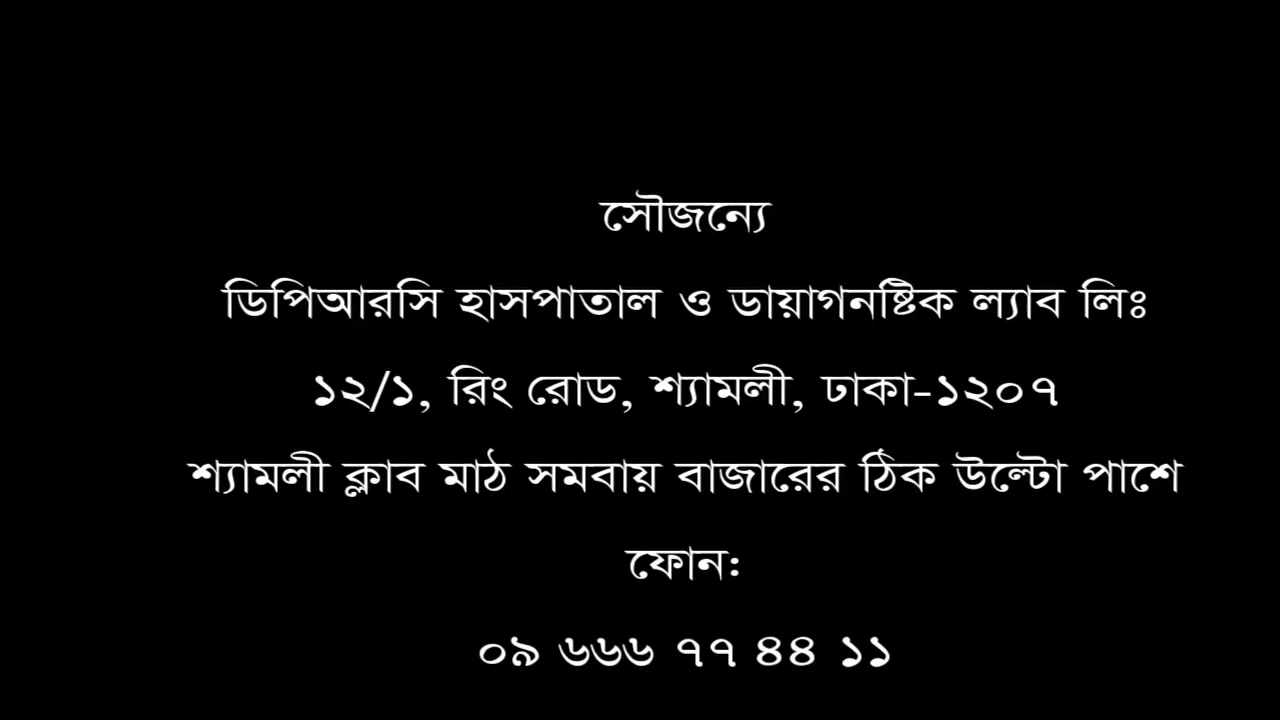 সৌজন্যে
ডিপিআরসি হাসপাতাল ও ডায়াগনষ্টিক ল্যাব লিঃ
১২/১, রিং রোড, শ্যামলী, ঢাকা-১২০৭
শ্যামলী ক্লাব মাঠ সমবায় বাজারের ঠিক উল্টো পাশে
ফোন:
০৯ ৬৬৬ ৭৭ ৪৪ ১১